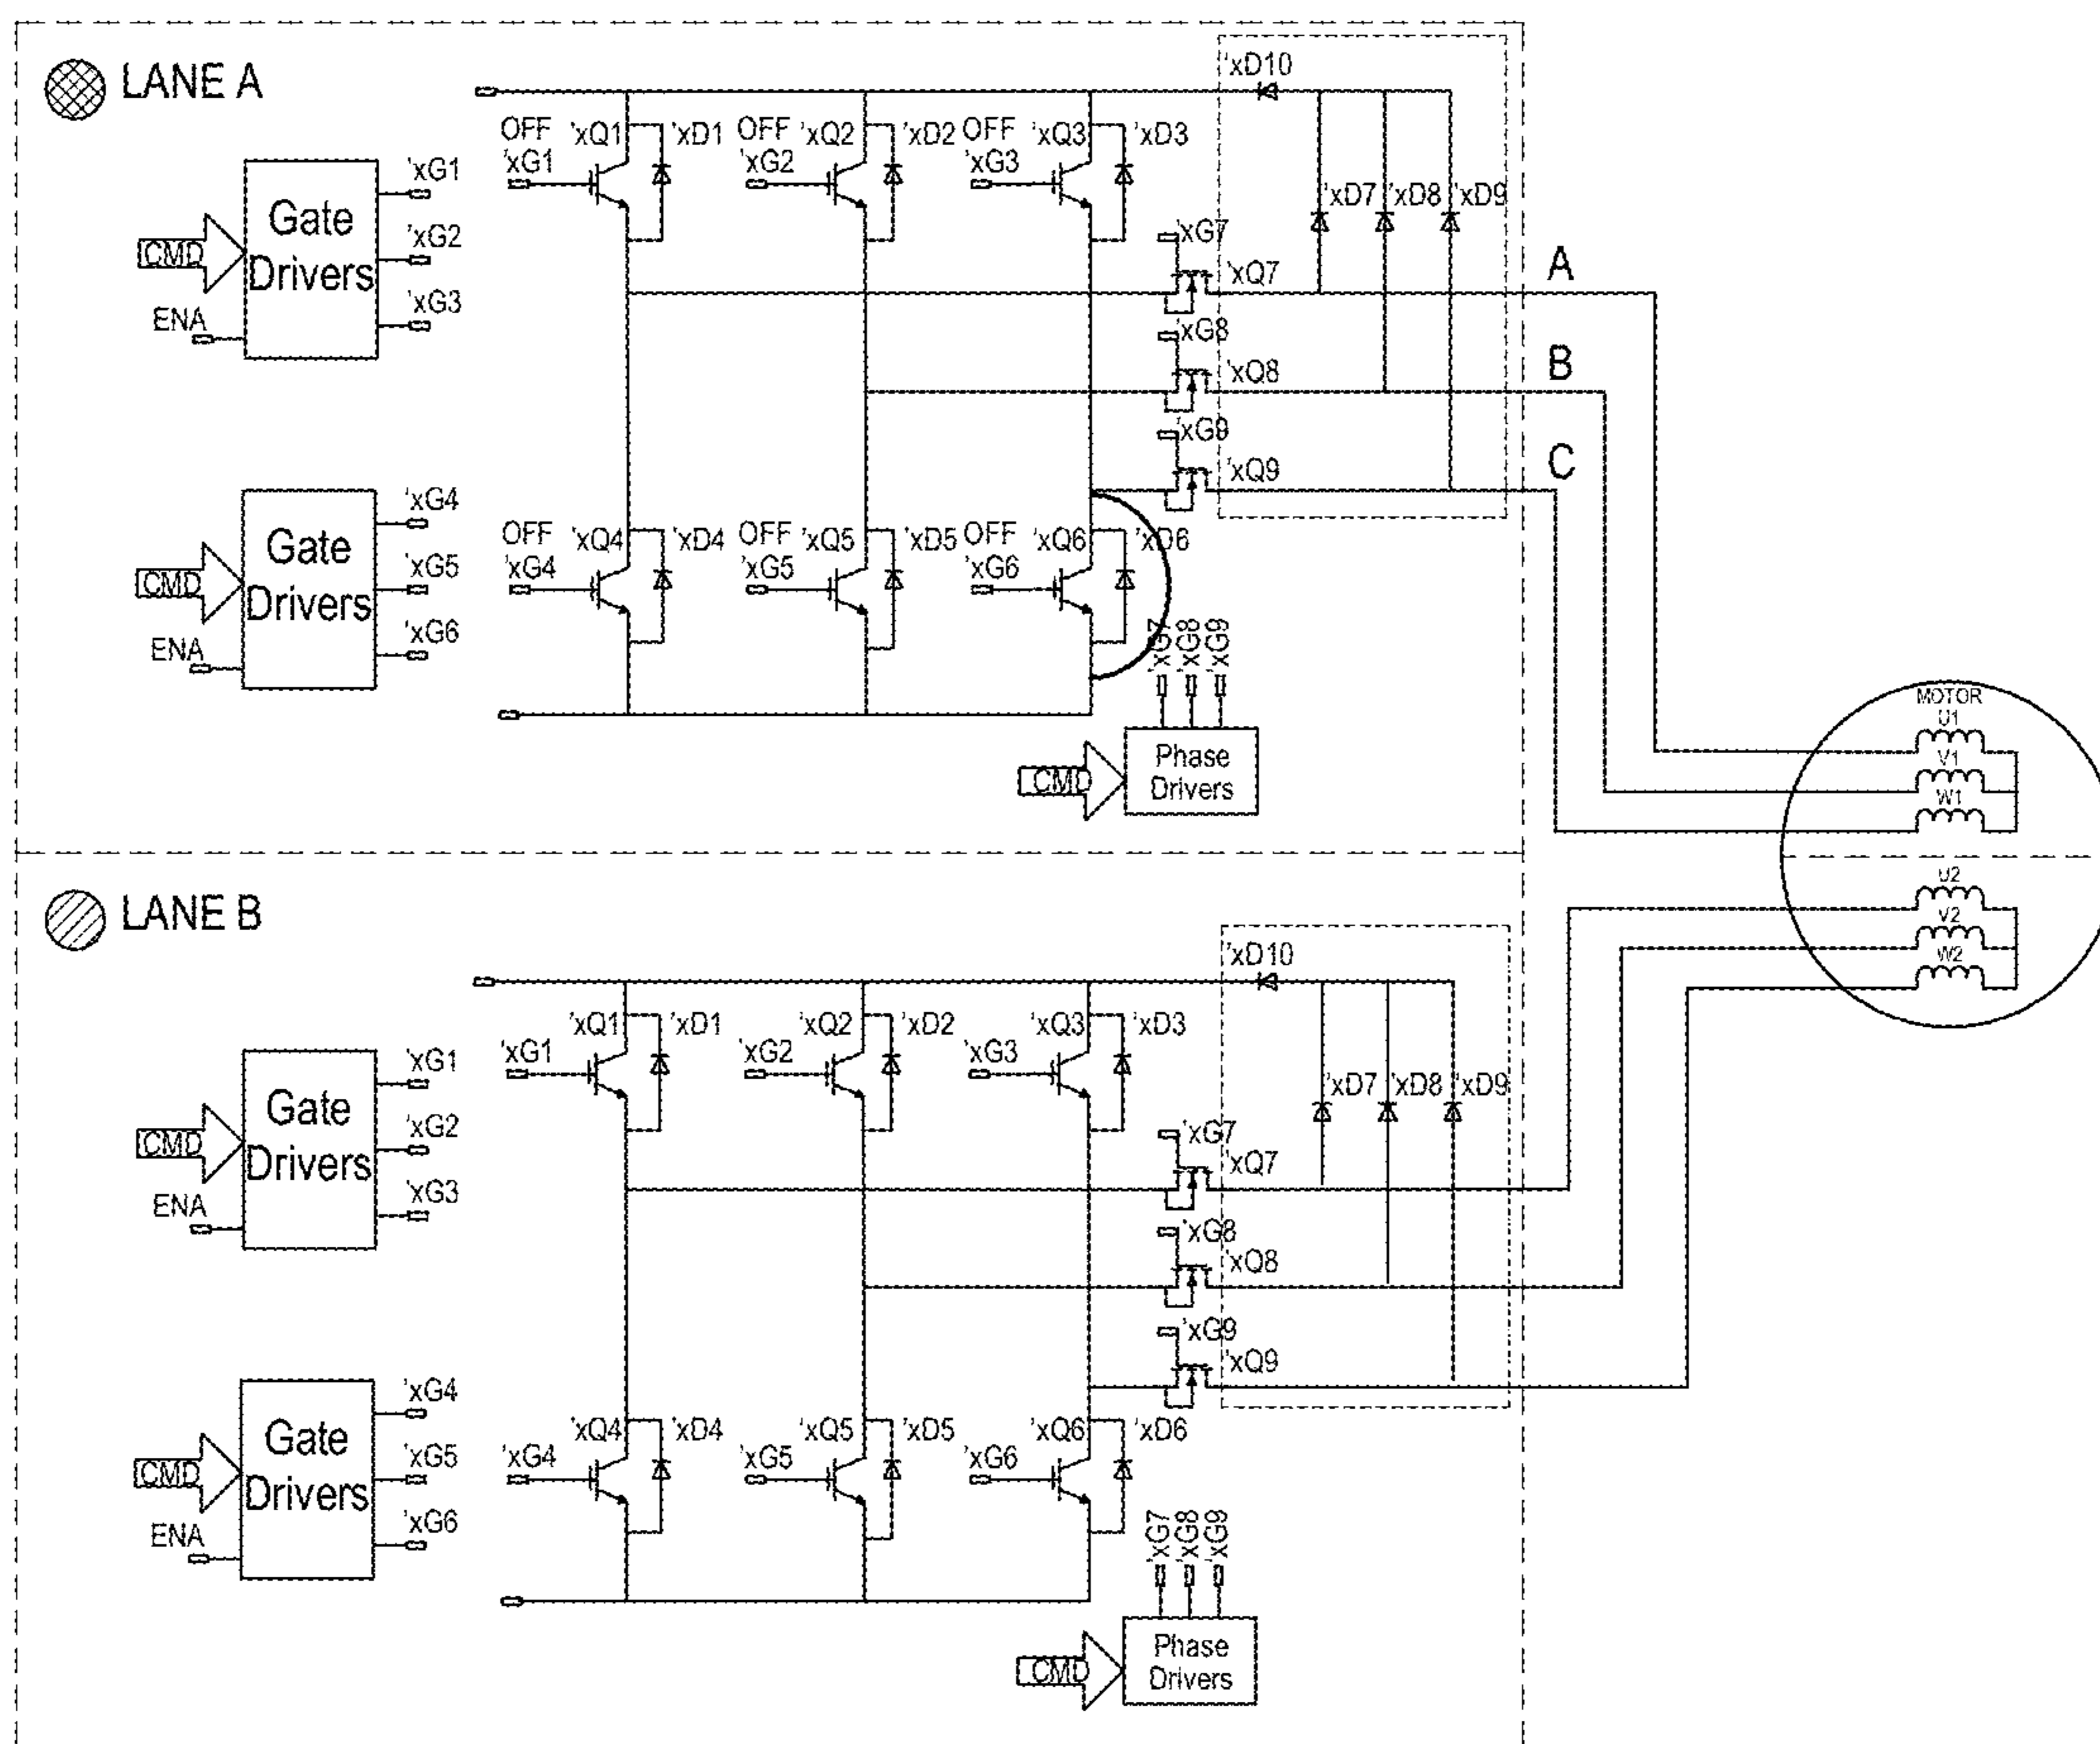 LANE A
'xD10
OFF 'xQ1 'xD1 OFF 'xQ2 'xD2 OFF 'xQ3 'xD3
'xG1 'xG2 'xG3
'xG1
Gate Drivers
CMD
'xG2
'xG3
ENA
'xD7 'xD8 'xD9
'xG7
'xQ7
A
'xG8
'xQ8
B
'xG9
'xQ9
C
'xG4
Gate Drivers
CMD
'xG5
'xG6
ENA
OFF 'xQ4 'xD4 OFF 'xQ5 'xD5 OFF 'xQ6 'xD6
'xG4 'xG5 'xG6
'xG7 'xG8 'xG9
CMD
Phase Drivers
MOTOR
U1
V1
W1
U2
V2
W2
LANE B
'xD10
'xQ1 'xD1 'xQ2 'xD2 'xQ3 'xD3
'xG1 'xG2 'xG3
'xG1
Gate Drivers
CMD
'xG2
'xG3
ENA
'xD7 'xD8 'xD9
'xG7
'xQ7
'xG8
'xQ8
'xG9
'xQ9
'xG4
Gate Drivers
CMD
'xG5
'xG6
ENA
'xQ4 'xD4 'xQ5 'xD5 'xQ6 'xD6
'xG4 'xG5 'xG6
'xG7 'xG8 'xG9
CMD
Phase Drivers